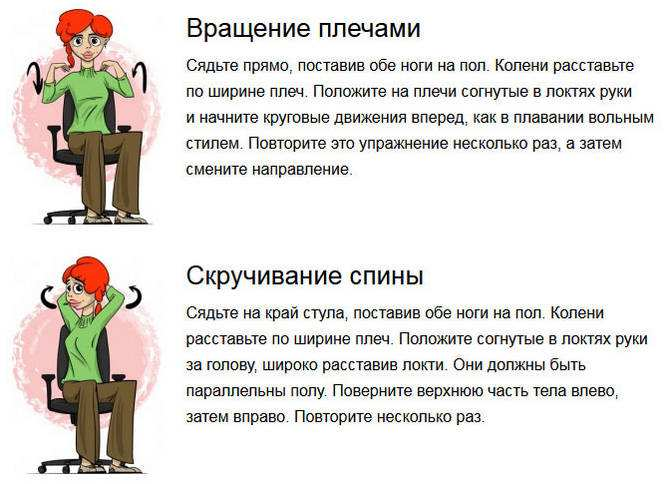 Вращение плечами
Сядьте прямо, поставив обе ноги на пол. Колени расставьте
по ширине плеч. Положите на плечи согнутые в локтях руки
и начните круговые движения вперед, как в плавании вольным
стилем. Повторите это упражнение несколько раз, а затем
смените направление.
Скручивание спины
Сядьте на край стула, поставив обе ноги на пол. Колени
расставьте по ширине плеч. Положите согнутые в локтях руки
за голову, широко расставив локти. Они должны быть
параллельны полу. Поверните верхнюю часть тела влево,
затем вправо. Повторите несколько раз.